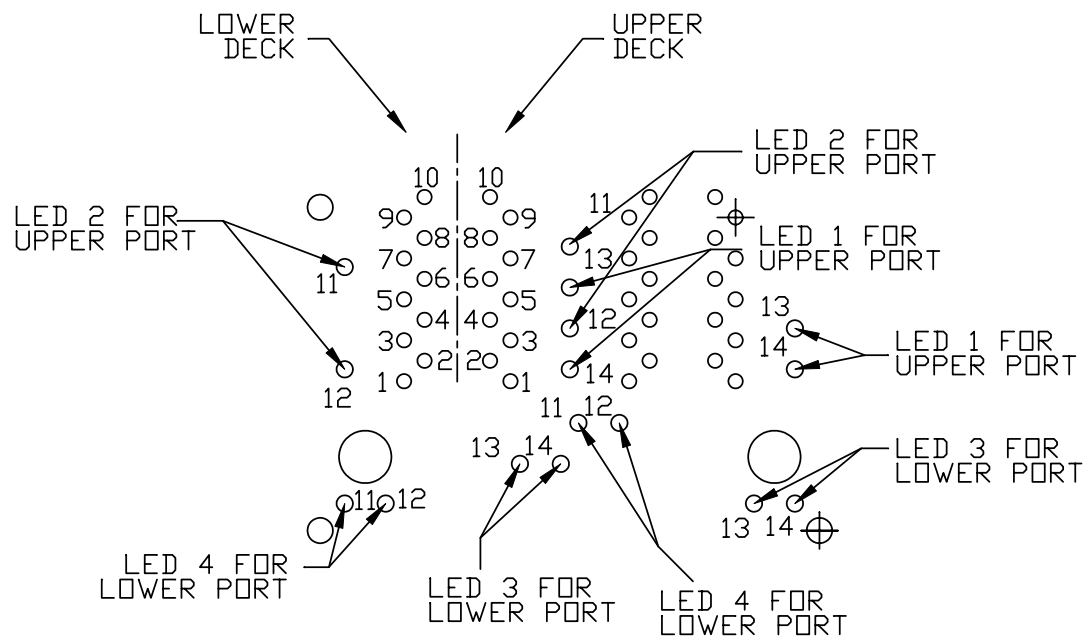 LOWER
DECK
UPPER
DECK
LED 2 FOR
UPPER PORT
10 10
11
LED 2 FOR
UPPER PORT
9 9
8 8
LED 1 FOR
UPPER PORT
7 7
13
11
6 6
5 5
13
4 4
12
3 3
14
LED 1 FOR
UPPER PORT
2 2
1 1
14
12
11 12
13 14
LED 3 FOR
LOWER PORT
11 12
13 14
LED 4 FOR
LOWER PORT
LED 3 FOR
LOWER PORT
LED 4 FOR
LOWER PORT